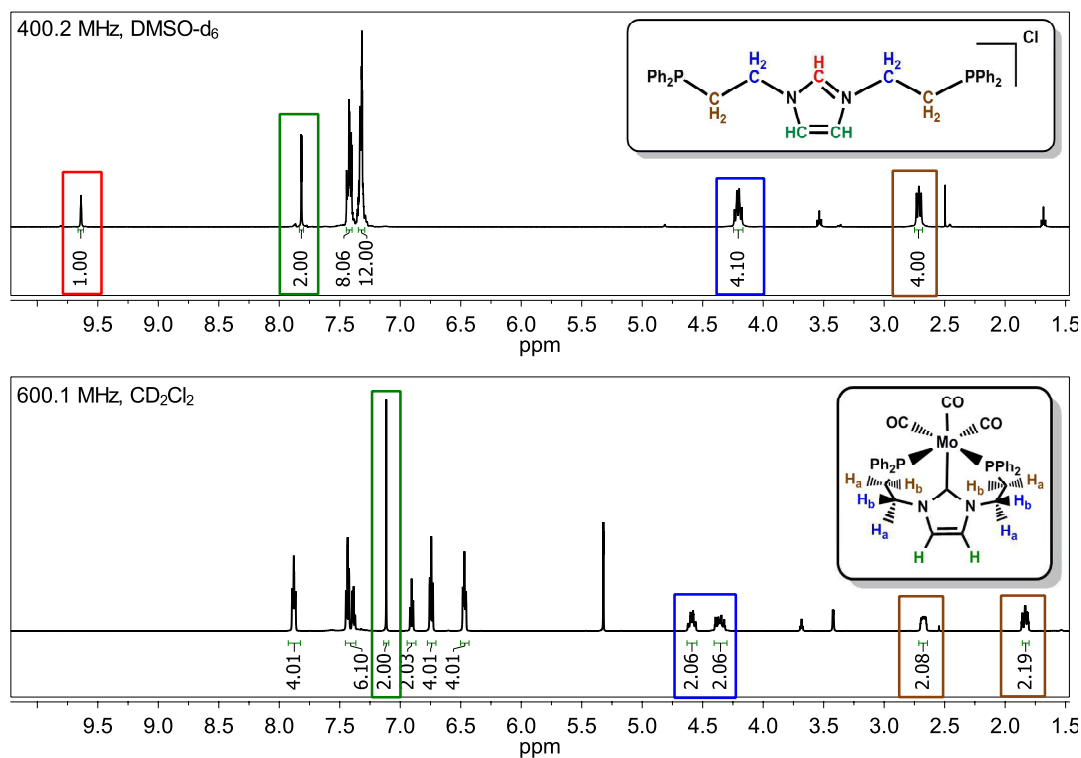 400.2 MHz, DMSO-d6
Cl
H2 H H2
C C C
Ph2P N N PPh2
C C
H2 HC CH H2
1.00 2.00 8.06 12.00 4.10 4.00
9.5 9.0 8.5 8.0 7.5 7.0 6.5 6.0 5.5 5.0 4.5 4.0 3.5 3.0 2.5 2.0 1.5
ppm
600.1 MHz, CD2Cl2
CO
OC CO
Mo
Ph2P PPh2
Ha Hb Hb Ha
Hb N N Hb
Ha Ha
H H
4.01 6.10 2.00 2.03 4.01 4.01 2.06 2.06 2.08 2.19
9.5 9.0 8.5 8.0 7.5 7.0 6.5 6.0 5.5 5.0 4.5 4.0 3.5 3.0 2.5 2.0 1.5
ppm